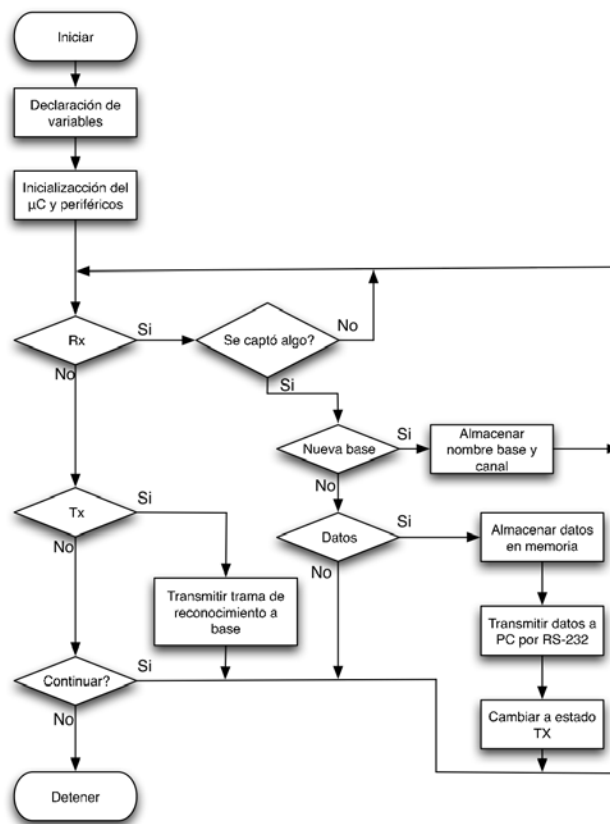 Iniciar
Declaración de
variables
Inicializacción del
µC y periféricos
Rx
Si
Se captó algo?
No
No
Si
Nueva base
Si
Almacenar
nombre base y
canal
No
Tx
Si
Datos
Si
Almacenar datos
en memoria
No
No
Transmitir trama de
reconocimiento a
base
Transmitir datos a
PC por RS-232
Continuar?
Si
Cambiar a estado
TX
No
Detener